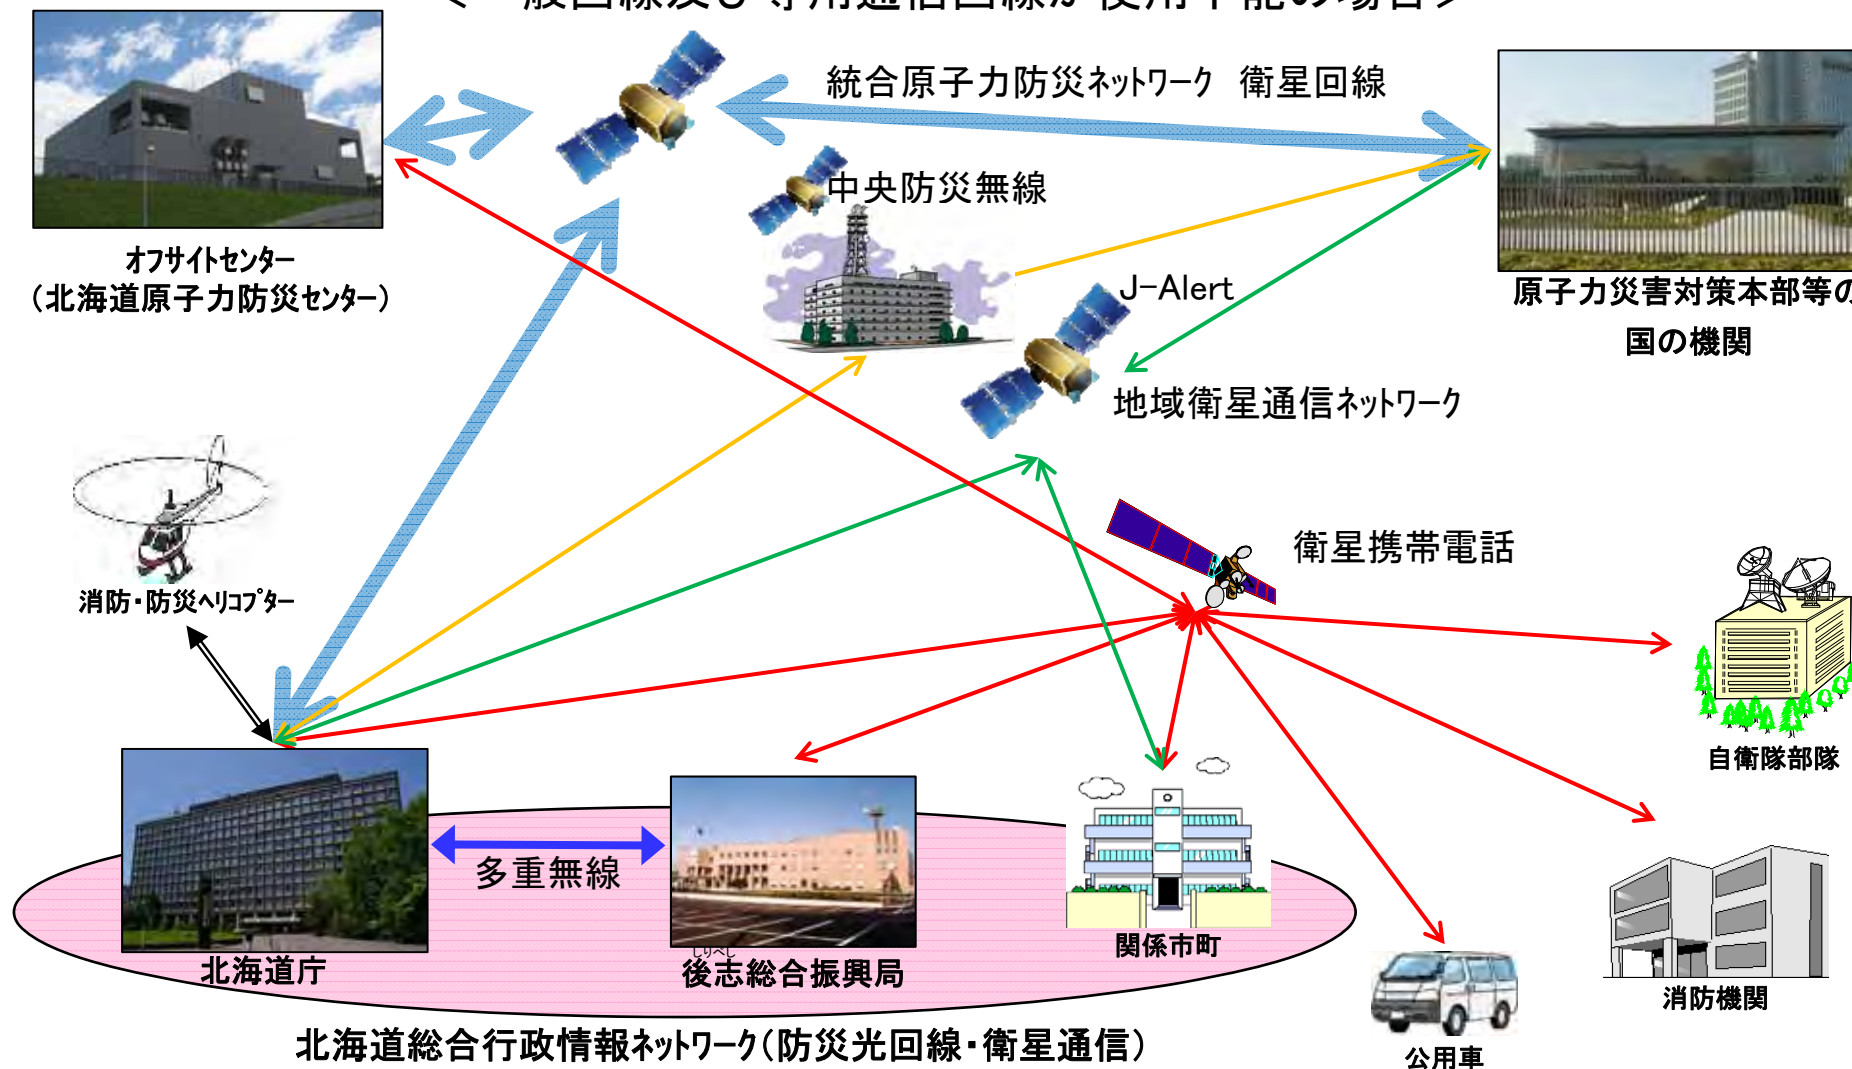 統合原子力防災ネットワーク 衛星回線
中央防災無線
オフサイトセンター
(北海道原子力防災センター)
J-Alert
原子力災害対策本部等の
国の機関
地域衛星通信ネットワーク
衛星携帯電話
消防・防災ヘリコプター
自衛隊部隊
多重無線
関係市町
しりべし
北海道庁
後志総合振興局
消防機関
北海道総合行政情報ネットワーク(防災光回線・衛星通信)
公用車